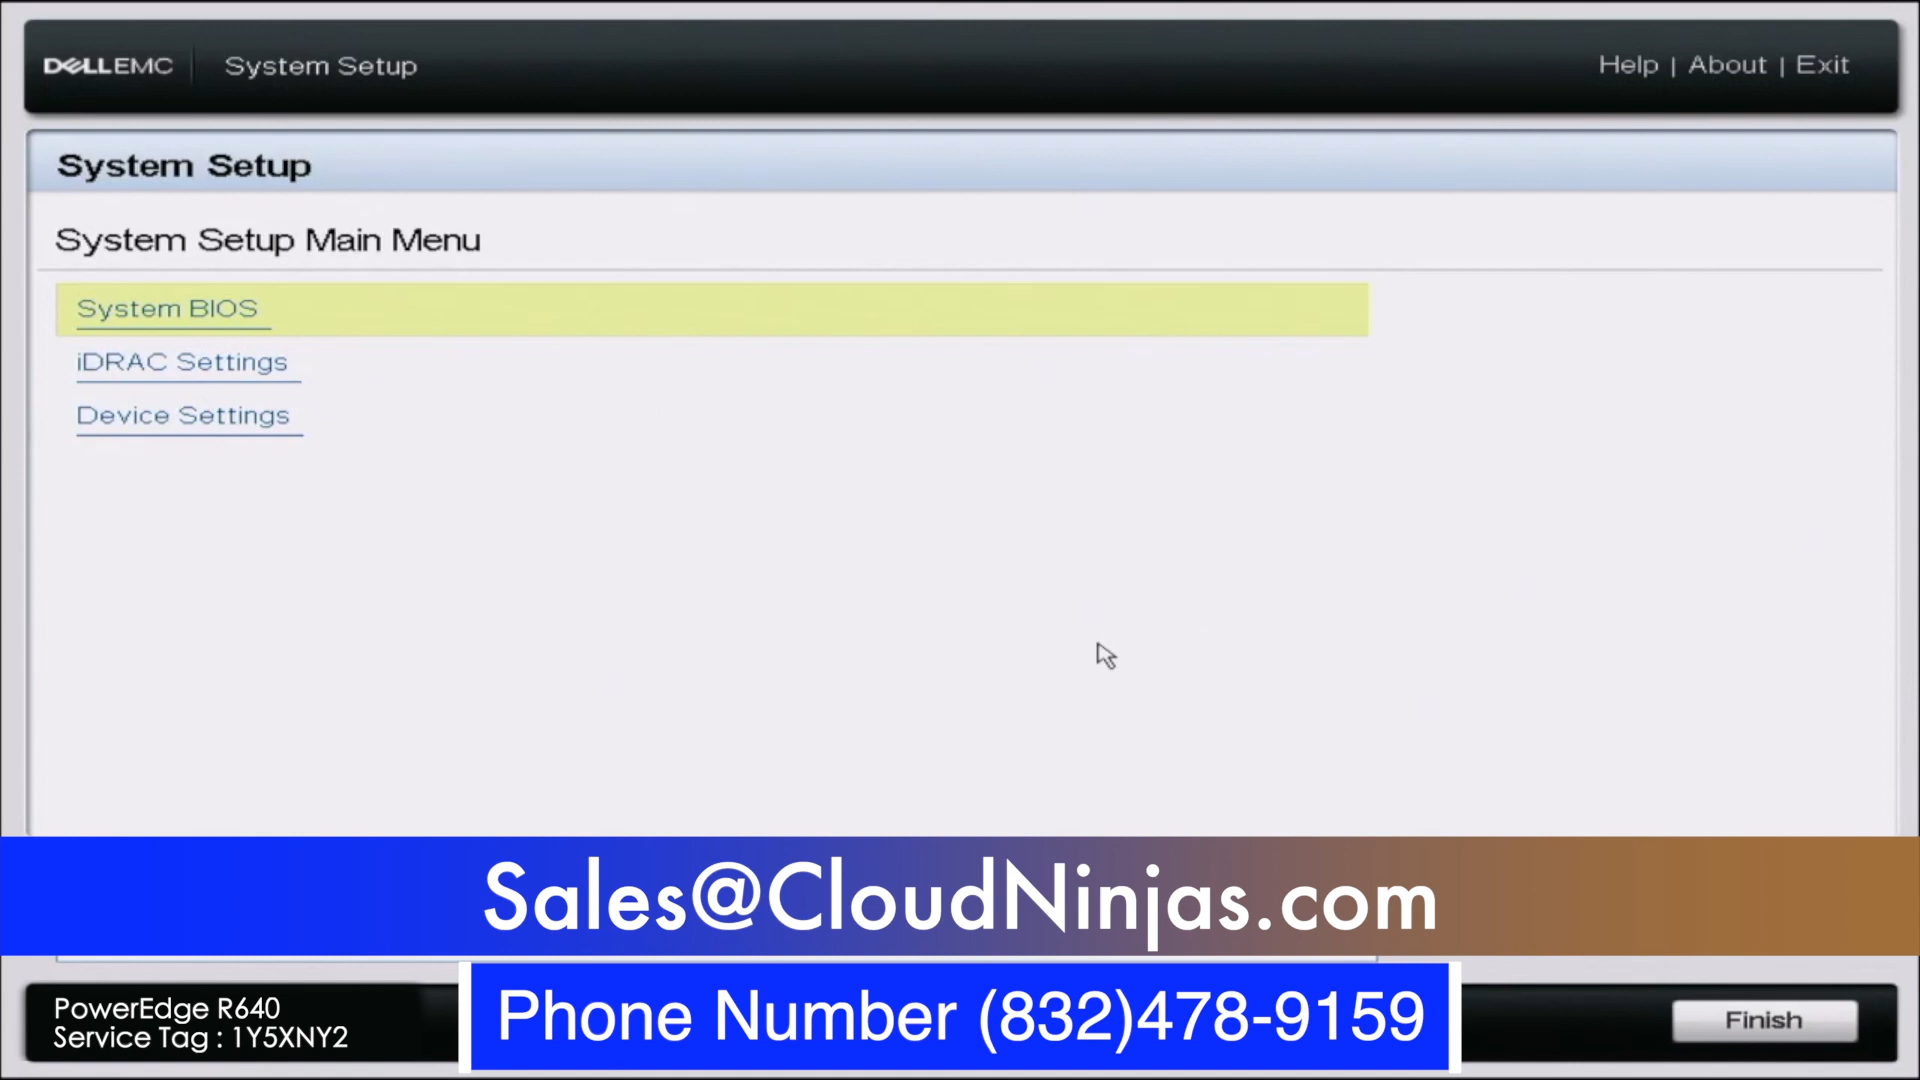 DELLEMC System Setup Help | About | Exit
System Setup
System Setup Main Menu
System BIOS
iDRAC Settings
Device Settings
Sales@CloudNinjas.com
PowerEdge R640
Service Tag : 1Y5XNY2
Phone Number (832)478-9159
Finish